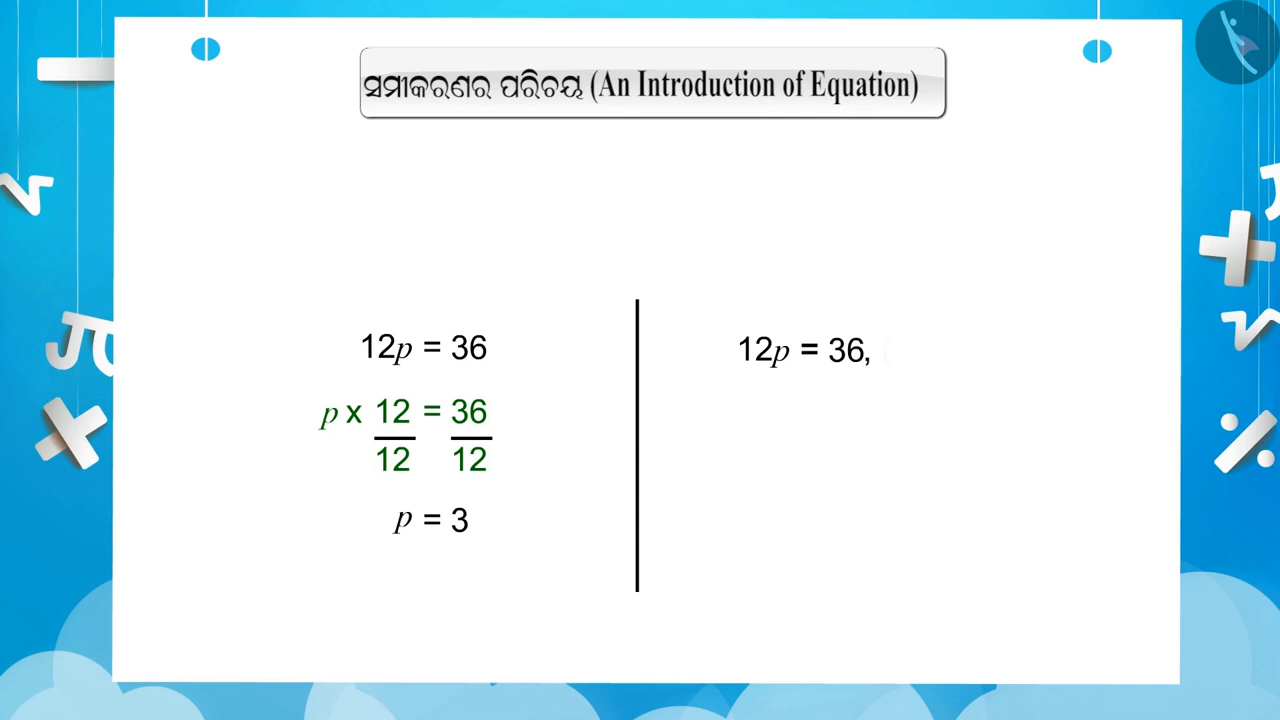 ସମୀକରଣର ପରିଚୟ (An Introduction of Equation)
12p = 36
p x 12 = 36
12 12
p = 3
12p = 36,